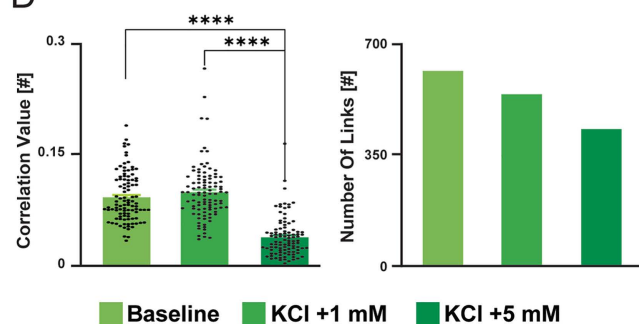 D
****
****
0.3
0.15
0
Correlation Value [#]
700
350
0
Number Of Links [#]
Baseline
KCl +1 mM
KCl +5 mM